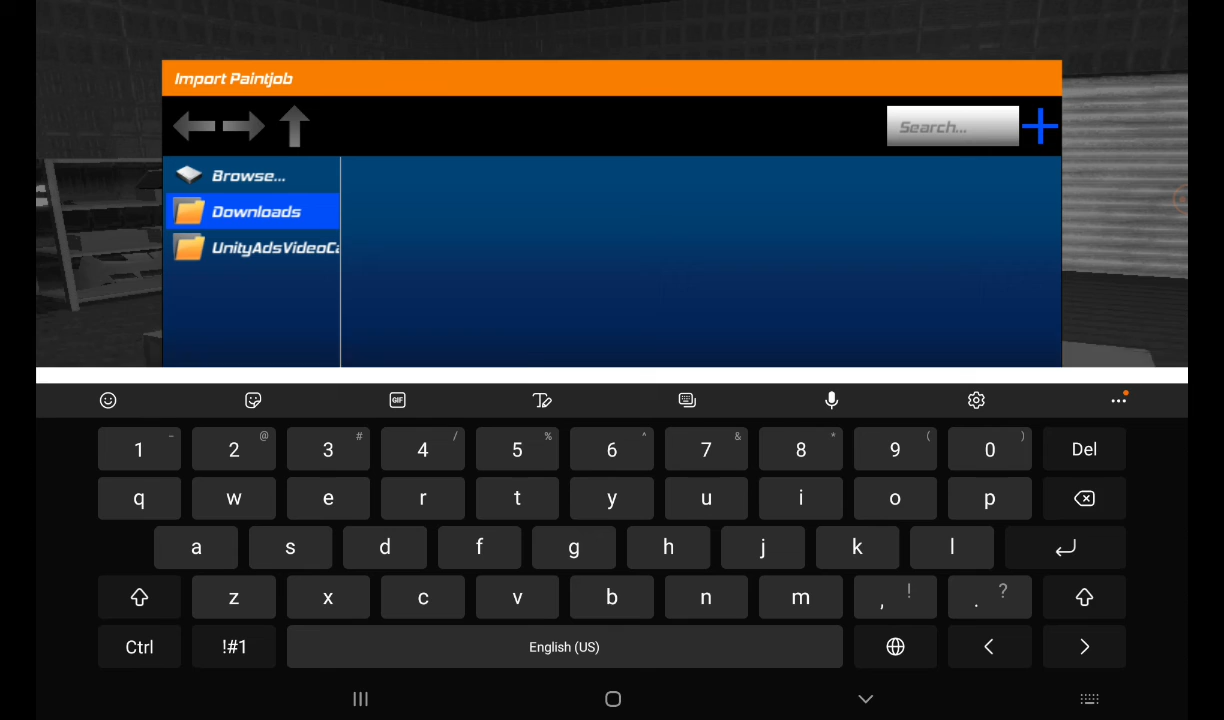 Import Paintjob
Search...
Browse...
Downloads
UnityAdsVideoCa
GIF
1 - 2 @ 3 # 4 / 5 % 6 ^ 7 & 8 * 9 ( 0 ) Del
q w e r t y u i o p
a s d f g h j k l
z x c v b n m , ! . ?
Ctrl !#1 English (US) < >